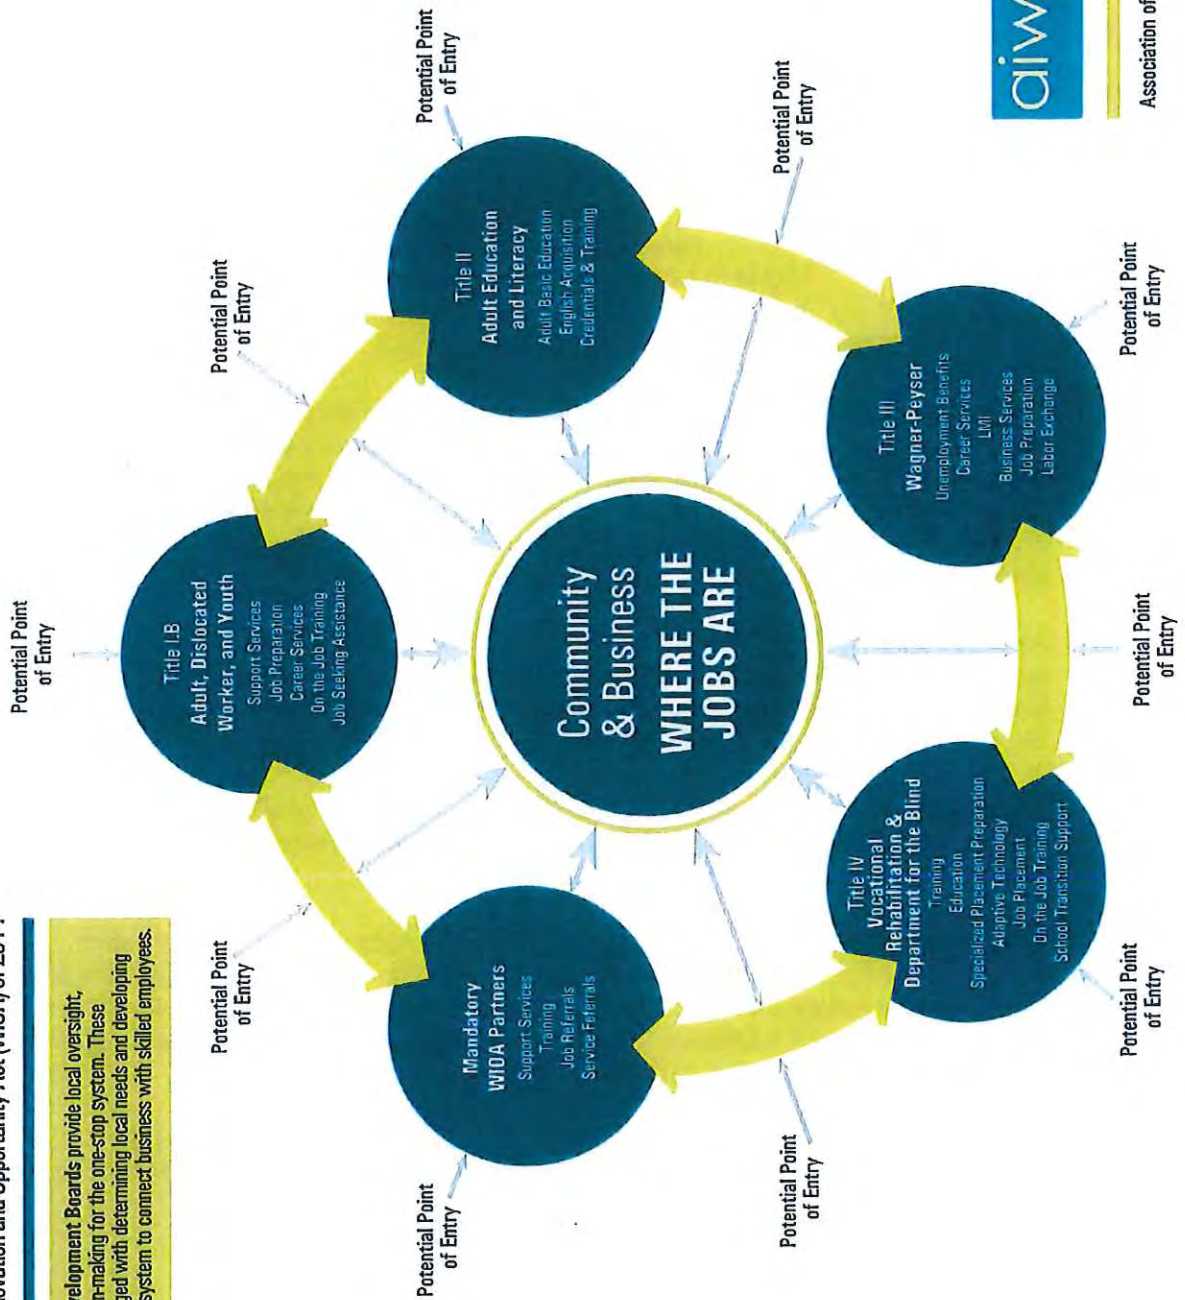 and Opportunity Act (WIOA) of 2014
velopment Boards provide local oversight,
n-making for the one-stop system. These
ged with determining local needs and developing
system to connect business with skilled employees.
Potential Point
of Entry
Title I.B
Adult, Dislocated
Worker, and Youth
Support Services
Job Preparation
Career Services
On the Job Training
Job Seeking Assistance
Potential Point
of Entry
Potential Point
of Entry
Mandatory
WIOA Partners
Support Services
Training
Job Referrals
Service Referrals
Potential Point
of Entry
Title II
Adult Education
and Literacy
Adult Basic Education
English Acquisition
Credentials & Training
Potential Point
of Entry
Community
& Business
WHERE THE
JOBS ARE
Potential Point
of Entry
Potential Point
of Entry
Title IV
Vocational
Rehabilitation &
Department for the Blind
Training
Education
Specialized Placement Preparation
Adaptive Technology
Job Placement
On the Job Training
School Transition Support
Title III
Wagner-Peyser
Unemployment Benefits
Career Services
LMI
Business Services
Job Preparation
Labor Exchange
Potential Point
of Entry
Potential Point
of Entry
Potential Point
of Entry
aiw
Association of